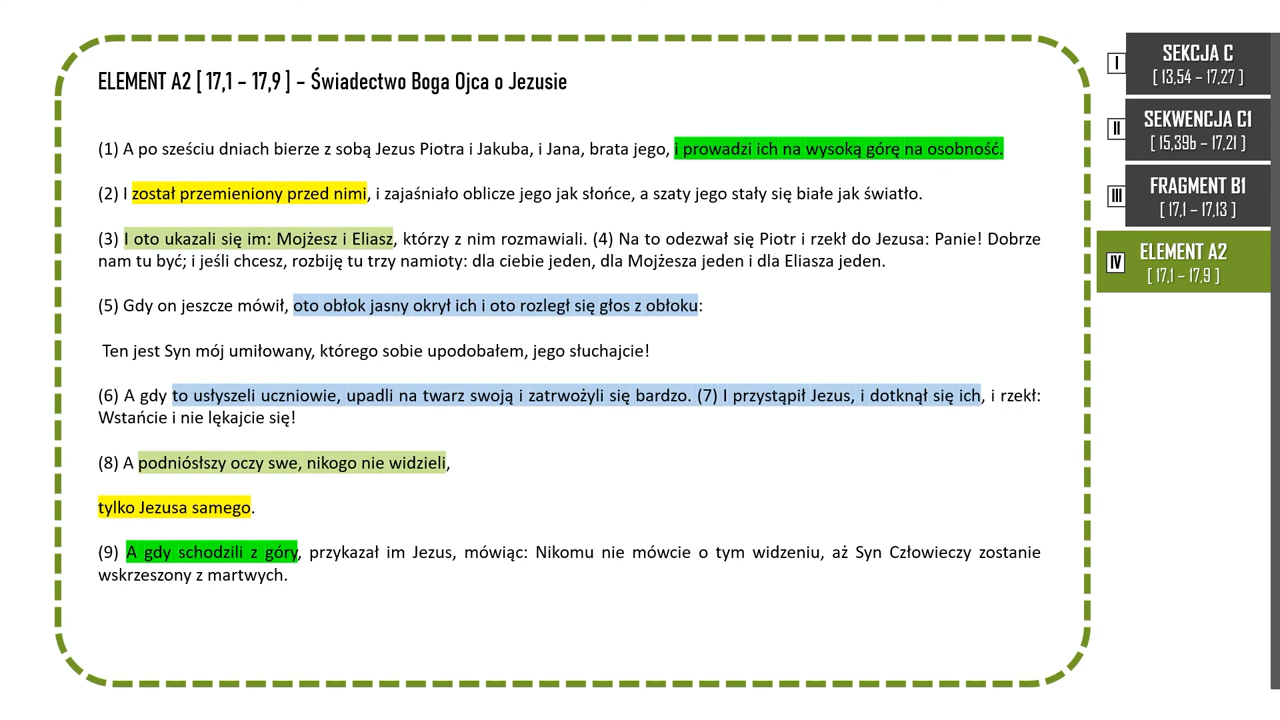 ELEMENT A2 [ 17,1 – 17,9 ] – Świadectwo Boga Ojca o Jezusie
(1) A po sześciu dniach bierze z sobą Jezus Piotra i Jakuba, i Jana, brata jego, i prowadzi ich na wysoką górę na osobność.
(2) I został przemieniony przed nimi, i zajaśniało oblicze jego jak słońce, a szaty jego stały się białe jak światło.
(3) I oto ukazali się im: Mojżesz i Eliasz, którzy z nim rozmawiali. (4) Na to odezwał się Piotr i rzekł do Jezusa: Panie! Dobrze
nam tu być; i jeśli chcesz, rozbiję tu trzy namioty: dla ciebie jeden, dla Mojżesza jeden i dla Eliasza jeden.
(5) Gdy on jeszcze mówił, oto obłok jasny okrył ich i oto rozległ się głos z obłoku:
Ten jest Syn mój umiłowany, którego sobie upodobałem, jego słuchajcie!
(6) A gdy to usłyszeli uczniowie, upadli na twarz swoją i zatrwożyli się bardzo. (7) I przystąpił Jezus, i dotknął się ich, i rzekł:
Wstańcie i nie lękajcie się!
(8) A podniósłszy oczy swe, nikogo nie widzieli,
tylko Jezusa samego.
(9) A gdy schodzili z góry, przykazał im Jezus, mówiąc: Nikomu nie mówcie o tym widzeniu, aż Syn Człowieczy zostanie
wskrzeszony z martwych.
I
SEKCJA C
[ 13,54 – 17,27 ]
II
SEKWENCJA C1
[ 15,39b – 17,21 ]
III
FRAGMENT B1
[ 17,1 – 17,13 ]
IV
ELEMENT A2
[ 17,1 – 17,9 ]